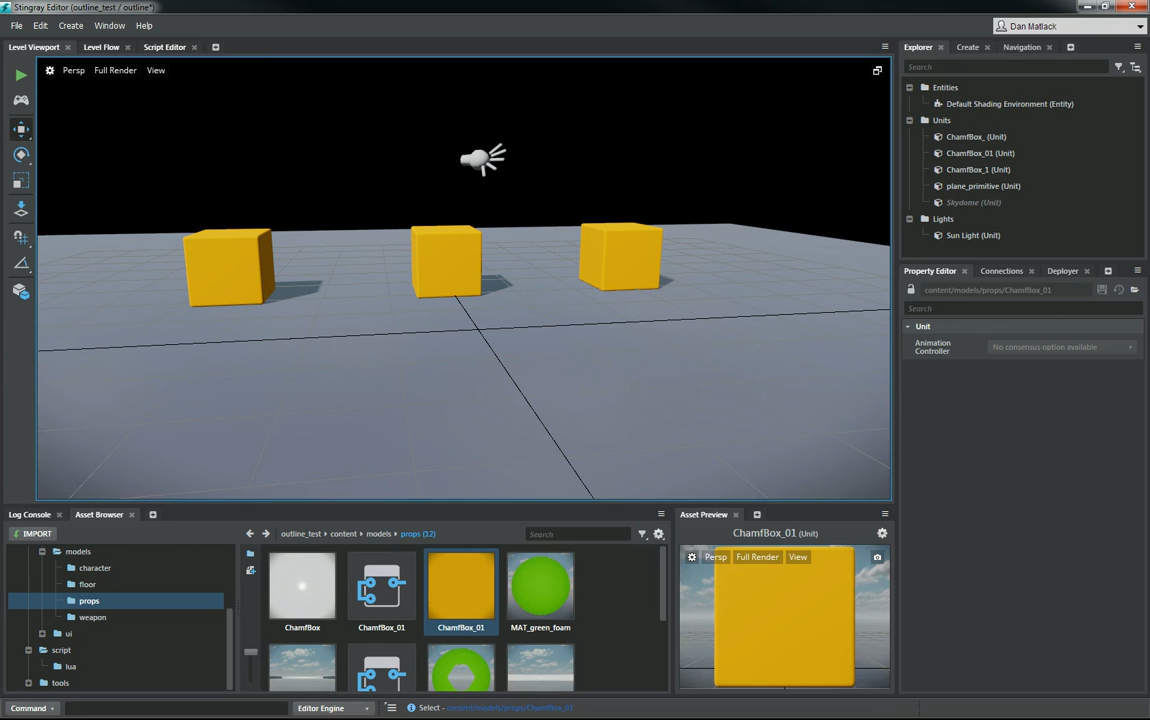 Stingray Editor (outline_test / outline*)
File Edit Create Window Help
Dan Matlack
Level Viewport Level Flow Script Editor
Persp Full Render View
Explorer Create Navigation
Search
Entities
Default Shading Environment (Entity)
Units
ChamfBox_ (Unit)
ChamfBox_01 (Unit)
ChamfBox_1 (Unit)
plane_primitive (Unit)
Skydome (Unit)
Lights
Sun Light (Unit)
Property Editor Connections Deployer
content/models/props/ChamfBox_01
Search
Unit
Animation Controller No consensus option available
Log Console Asset Browser
IMPORT
outline_test content models props (12)
Search
models
character
floor
props
weapon
ui
script
lua
tools
ChamfBox ChamfBox_01 ChamfBox_01 MAT_green_foam
Asset Preview
ChamfBox_01 (Unit)
Persp Full Render View
Command Editor Engine Select - content/models/props/ChamfBox_01